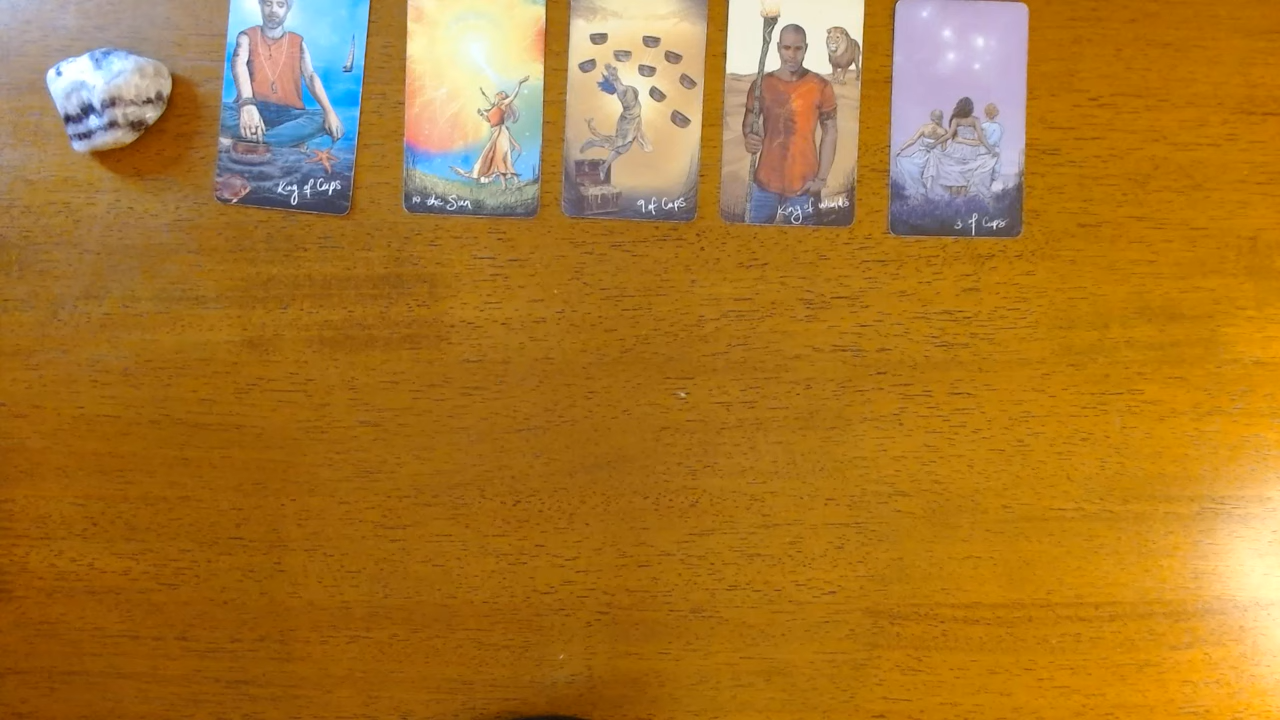 King of Cups
19 the Sun
9 of Cups
King of Wands
3 of Cups